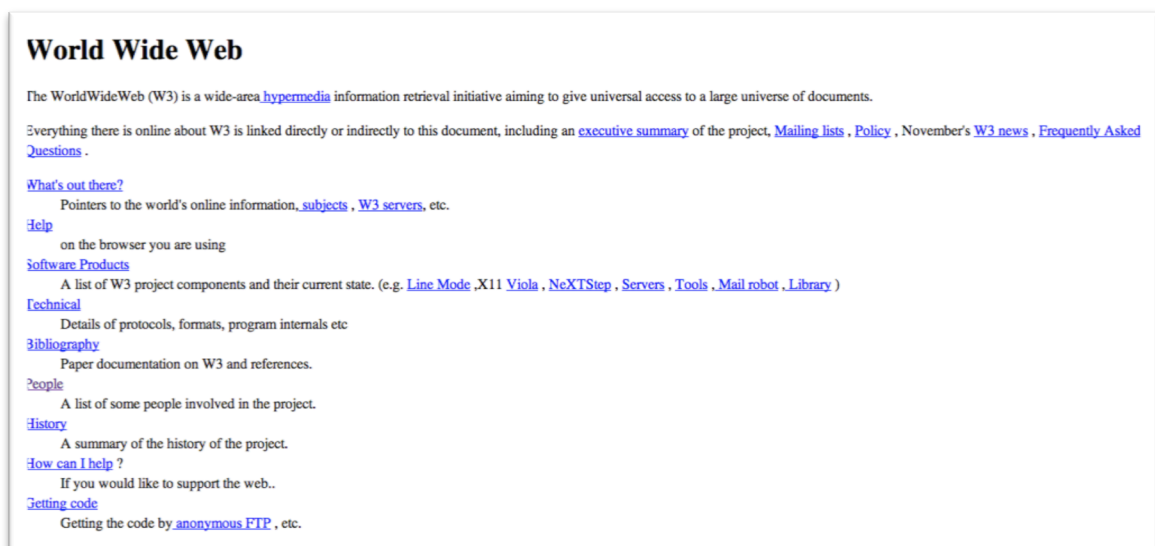 World Wide Web
The WorldWideWeb (W3) is a wide-area hypermedia information retrieval initiative aiming to give universal access to a large universe of documents.
Everything there is online about W3 is linked directly or indirectly to this document, including an executive summary of the project, Mailing lists , Policy , November's W3 news , Frequently Asked
Questions .
What's out there?
Pointers to the world's online information, subjects , W3 servers, etc.
Help
on the browser you are using
Software Products
A list of W3 project components and their current state. (e.g. Line Mode ,X11 Viola , NeXTStep , Servers , Tools , Mail robot , Library )
Technical
Details of protocols, formats, program internals etc
Bibliography
Paper documentation on W3 and references.
People
A list of some people involved in the project.
History
A summary of the history of the project.
How can I help ?
If you would like to support the web..
Getting code
Getting the code by anonymous FTP , etc.